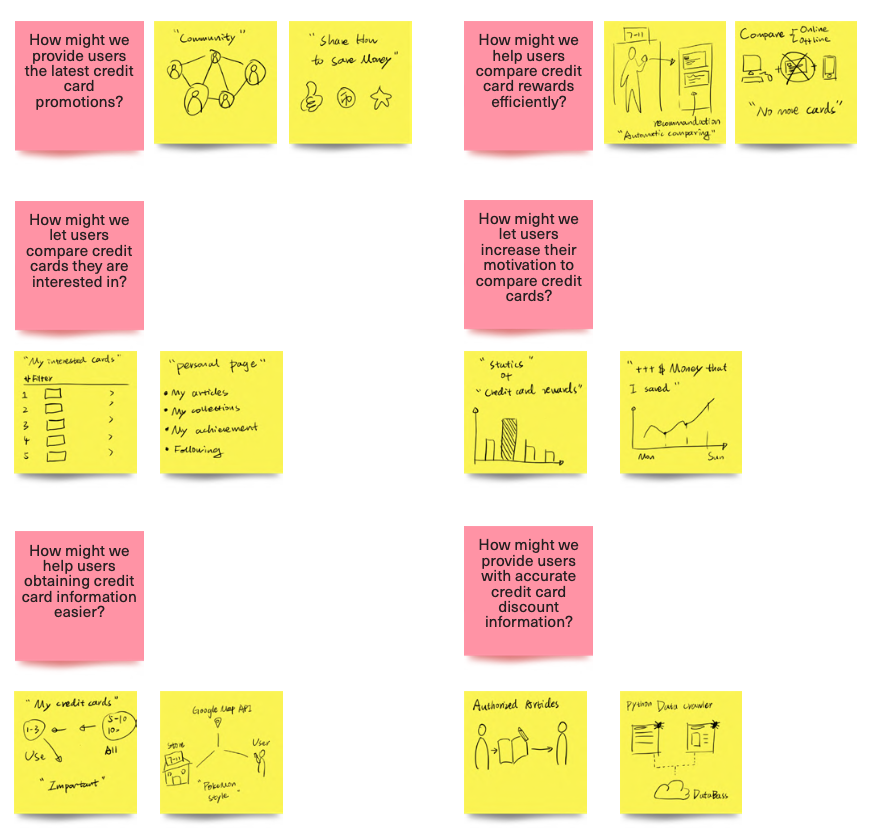 How might we
provide users
the latest credit
card
promotions?
"Community"
"Share How
to save Money"
How might we
help users
compare credit
card rewards
efficiently?
7-11
recommandation
"Automatic comparing"
Compare
Online
Offline
"No more cards"
How might we
let users
compare credit
cards they are
interested in?
"My interested cards"
Filter
1
2
3
4
5
"personal page"
• My articles
• My collections
• My achievement
• Following
How might we
let users
increase their
motivation to
compare credit
cards?
"Statics"
of
"Credit card rewards"
"+++ $ Money that
I saved"
Mon
Sun
How might we
help users
obtaining credit
card information
easier?
"My credit cards"
1-3
5-10
All
Use
"Important"
Google Map API
Store
7-11
User
"Pokemon
style"
How might we
provide users
with accurate
credit card
discount
information?
Authorized Articles
Python Data Crawler
DataBass